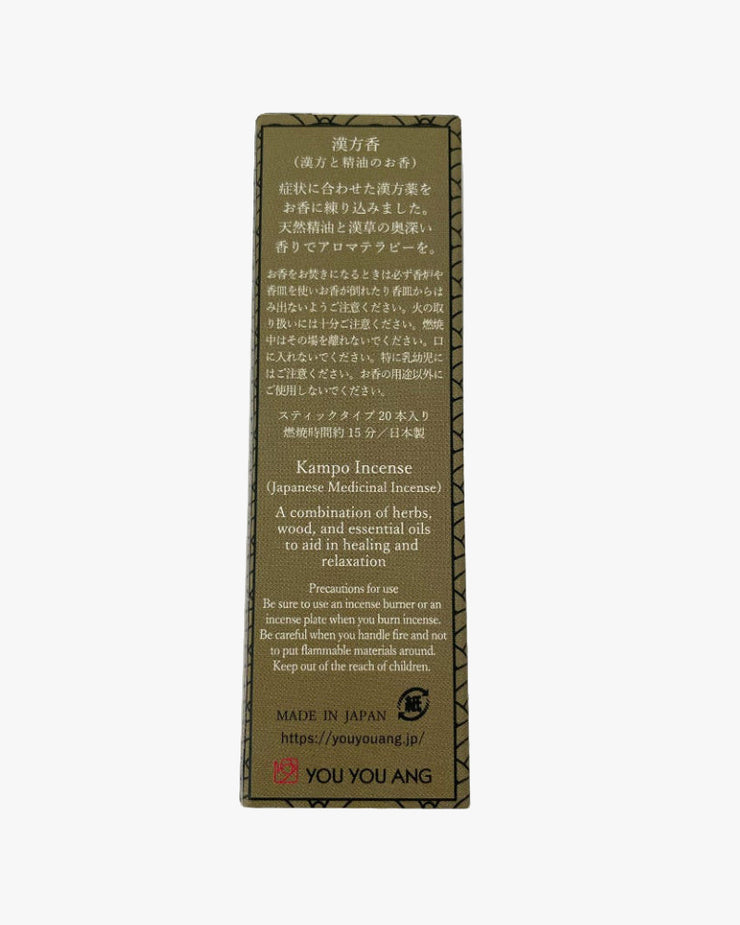 漢方香
(漢方と精油のお香)
症状に合わせた漢方薬を
お香に練り込みました。
天然精油と漢草の奥深い
香りでアロマテラピーを。
お香をお焚きになるときは必ず香炉や
香皿を使いお香が倒れたり香皿からは
み出ないようご注意ください。火の取
り扱いには十分ご注意ください。燃焼
中はその場を離れないでください。口
に入れないでください。特に乳幼児に
はご注意ください。お香の用途以外に
ご使用しないでください。
スティックタイプ 20 本入り
燃焼時間約 15 分／日本製
Kampo Incense
(Japanese Medicinal Incense)
A combination of herbs,
wood, and essential oils
to aid in healing and
relaxation
Precautions for use
Be sure to use an incense burner or an
incense plate when you burn incense.
Be careful when you handle fire and not
to put flammable materials around.
Keep out of the reach of children.
MADE IN JAPAN 紙
https://youyouang.jp/
YOU YOU ANG